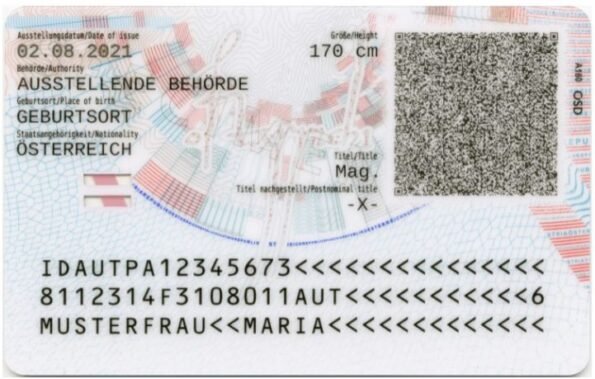 Ausstellungsdatum/Date of issue
02.08.2021
Größe/Height
170 cm
Behörde/Authority
AUSSTELLENDE BEHÖRDE
Geburtsort/Place of birth
GEBURTSORT
Staatsangehörigkeit/Nationality
ÖSTERREICH
Titel/Title
Mag.
Titel nachgestellt/Postnominal title
-X-
OSD
IDAUTPA12345673<<<<<<<<<<<<<<<
8112314F3108011AUT<<<<<<<<<<<6
MUSTERFRAU<<MARIA<<<<<<<<<<<<<